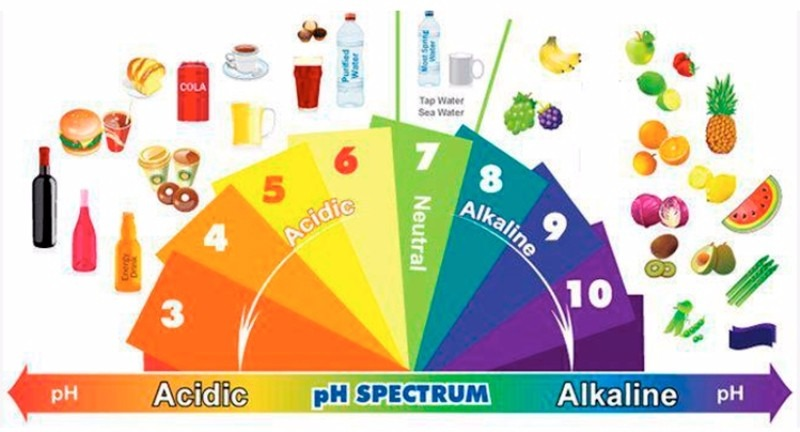 Purified
Water
Most Spring
Water
COLA
Tap Water
Sea Water
Energy
Drink
3
4
5
6
7
8
9
10
Acidic
Neutral
Alkaline
pH
Acidic
pH SPECTRUM
Alkaline
pH